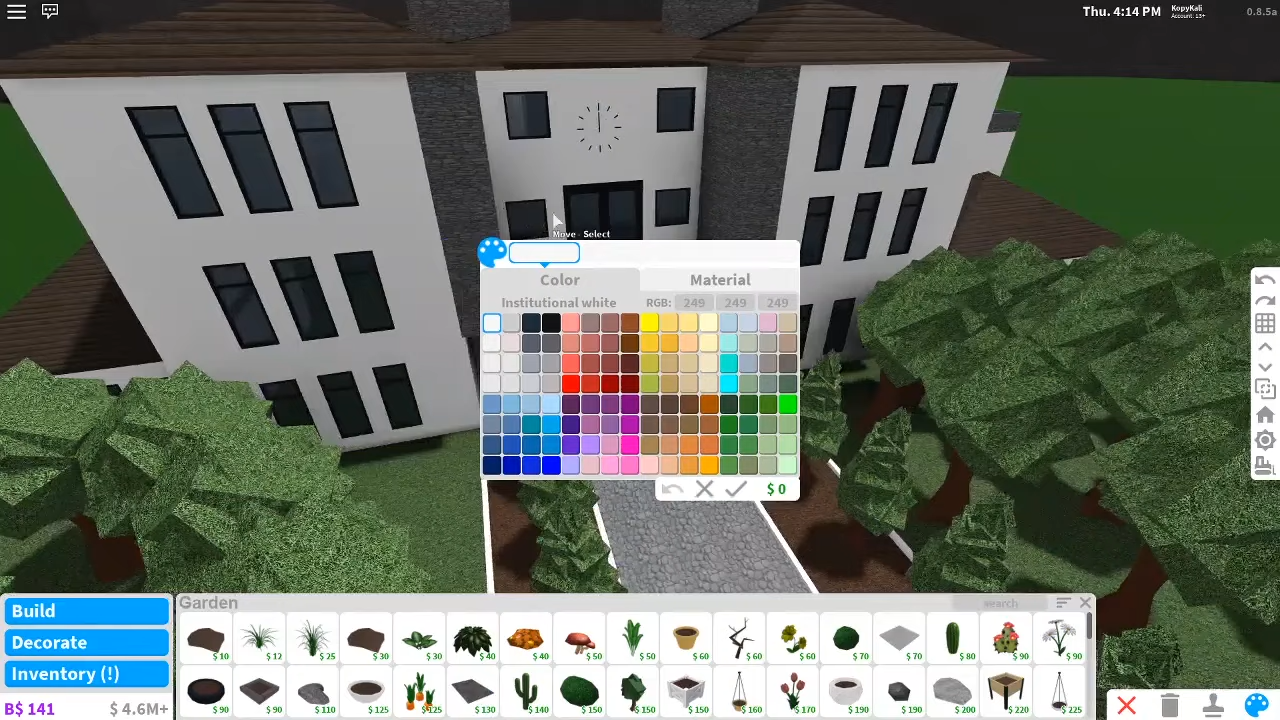 Thu. 4:14 PM
KopyKali
Account: 13+
0.8.5a
Move - Select
Color
Material
Institutional white
RGB: 249 249 249
$ 0
Build
Decorate
Inventory (!)
B$ 141
$ 4.6M+
Garden
search
$ 10 $ 12 $ 25 $ 30 $ 30 $ 40 $ 40 $ 50 $ 50 $ 60 $ 60 $ 60 $ 70 $ 70 $ 80 $ 90 $ 90
$ 90 $ 90 $ 110 $ 125 $ 125 $ 130 $ 140 $ 150 $ 150 $ 150 $ 160 $ 170 $ 190 $ 190 $ 200 $ 220 $ 225